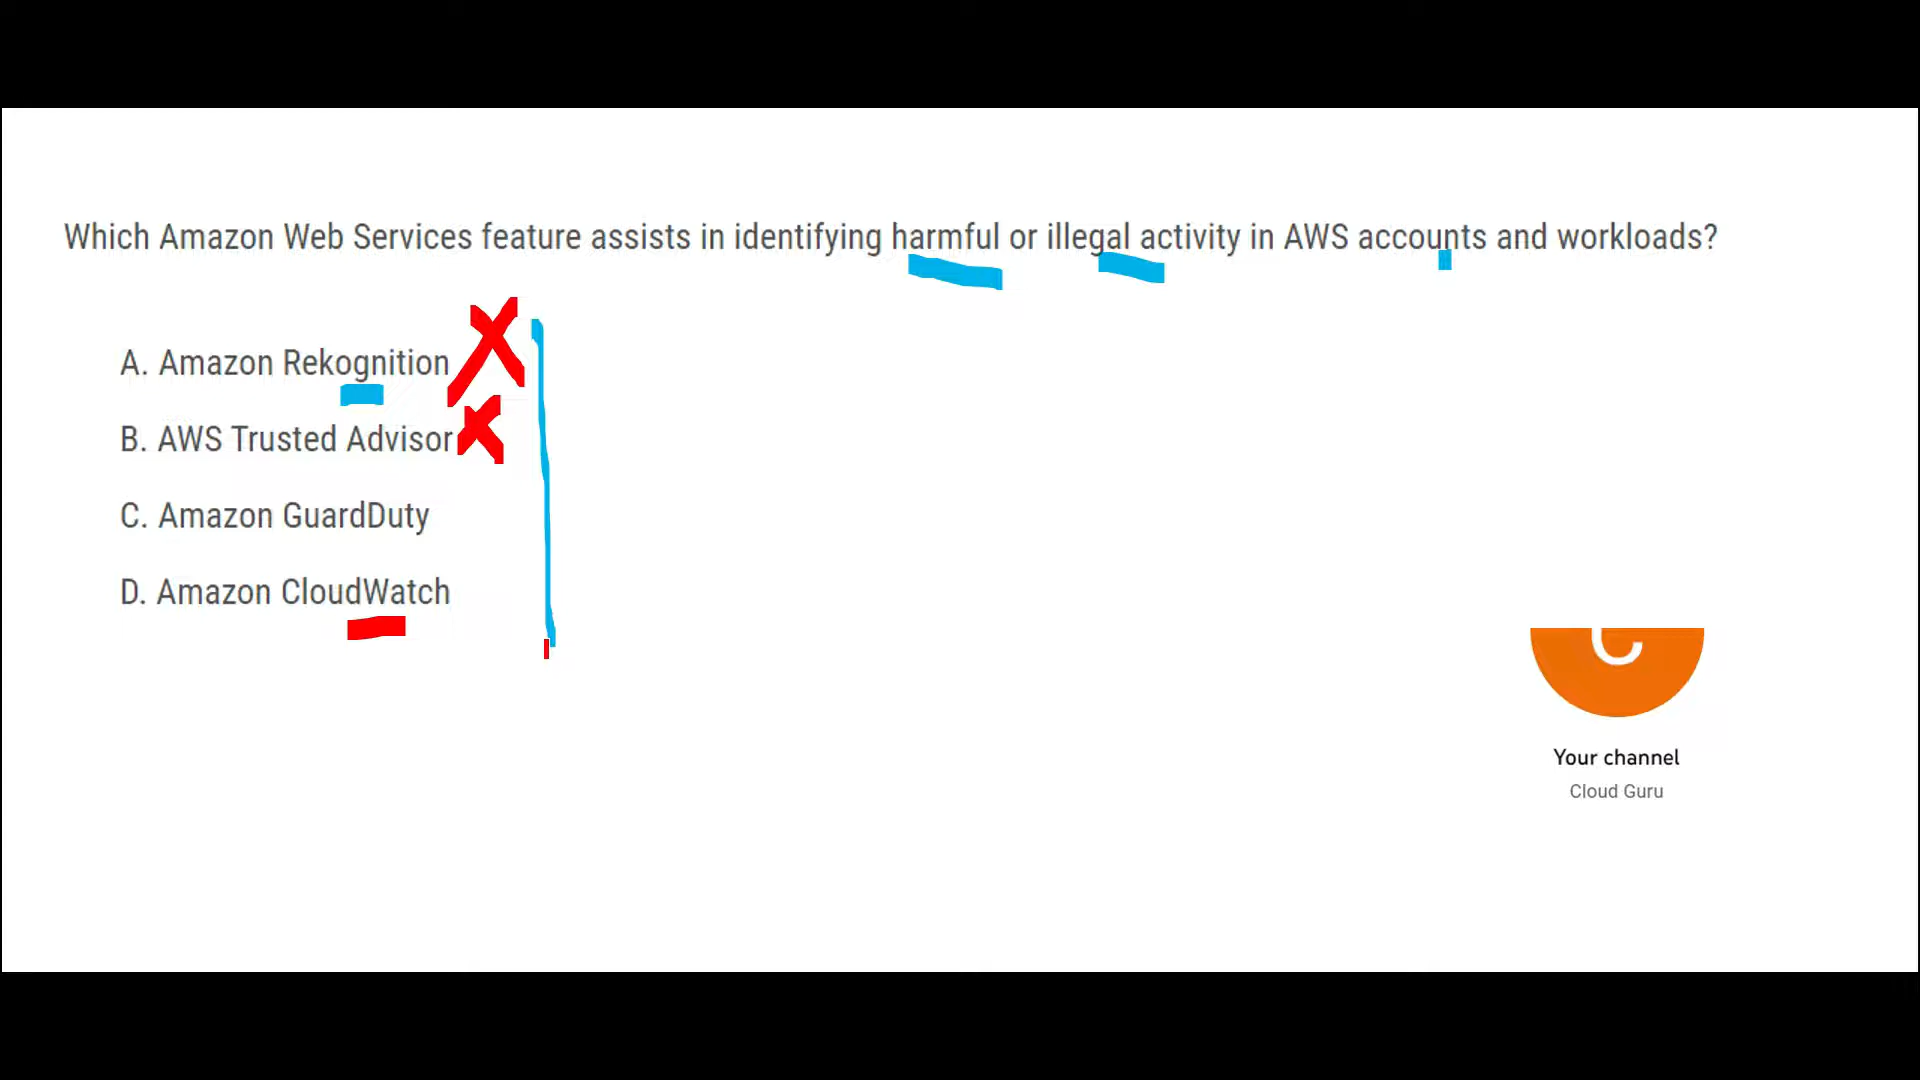 Which Amazon Web Services feature assists in identifying harmful or illegal activity in AWS accounts and workloads?
A. Amazon Rekognition
B. AWS Trusted Advisor
C. Amazon GuardDuty
D. Amazon CloudWatch
Your channel
Cloud Guru